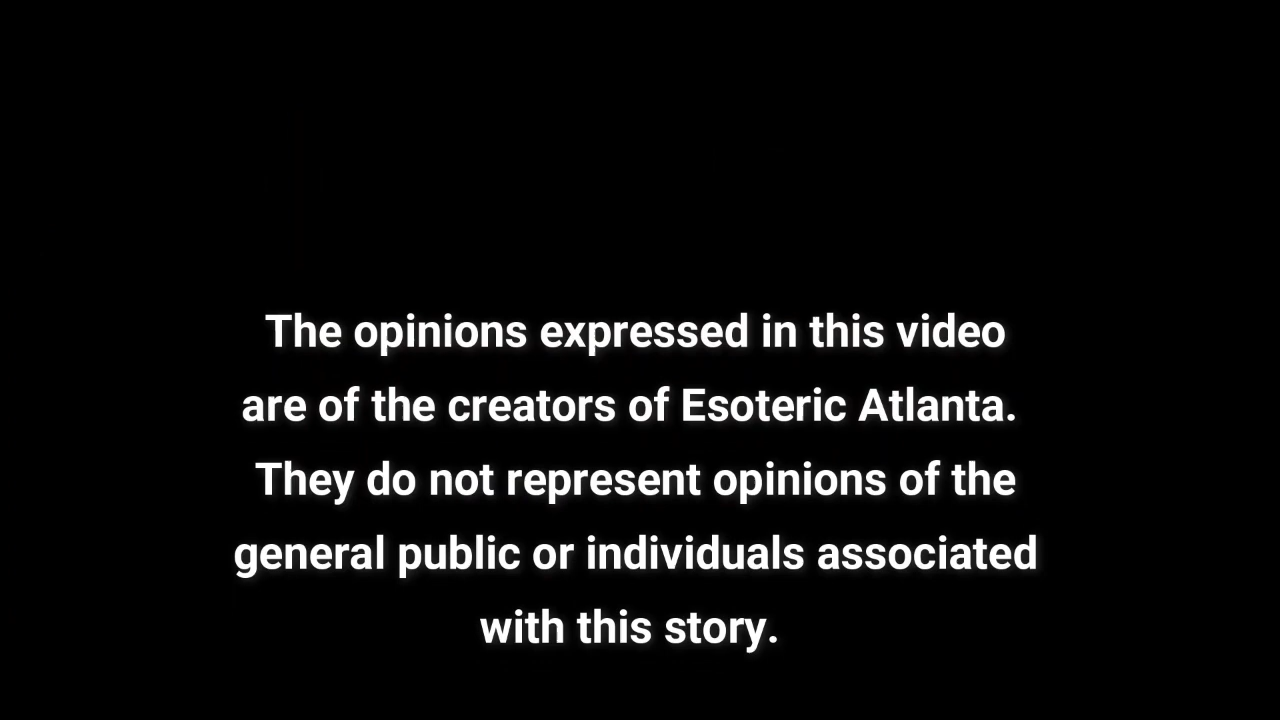 The opinions expressed in this video
are of the creators of Esoteric Atlanta.
They do not represent opinions of the
general public or individuals associated
with this story.